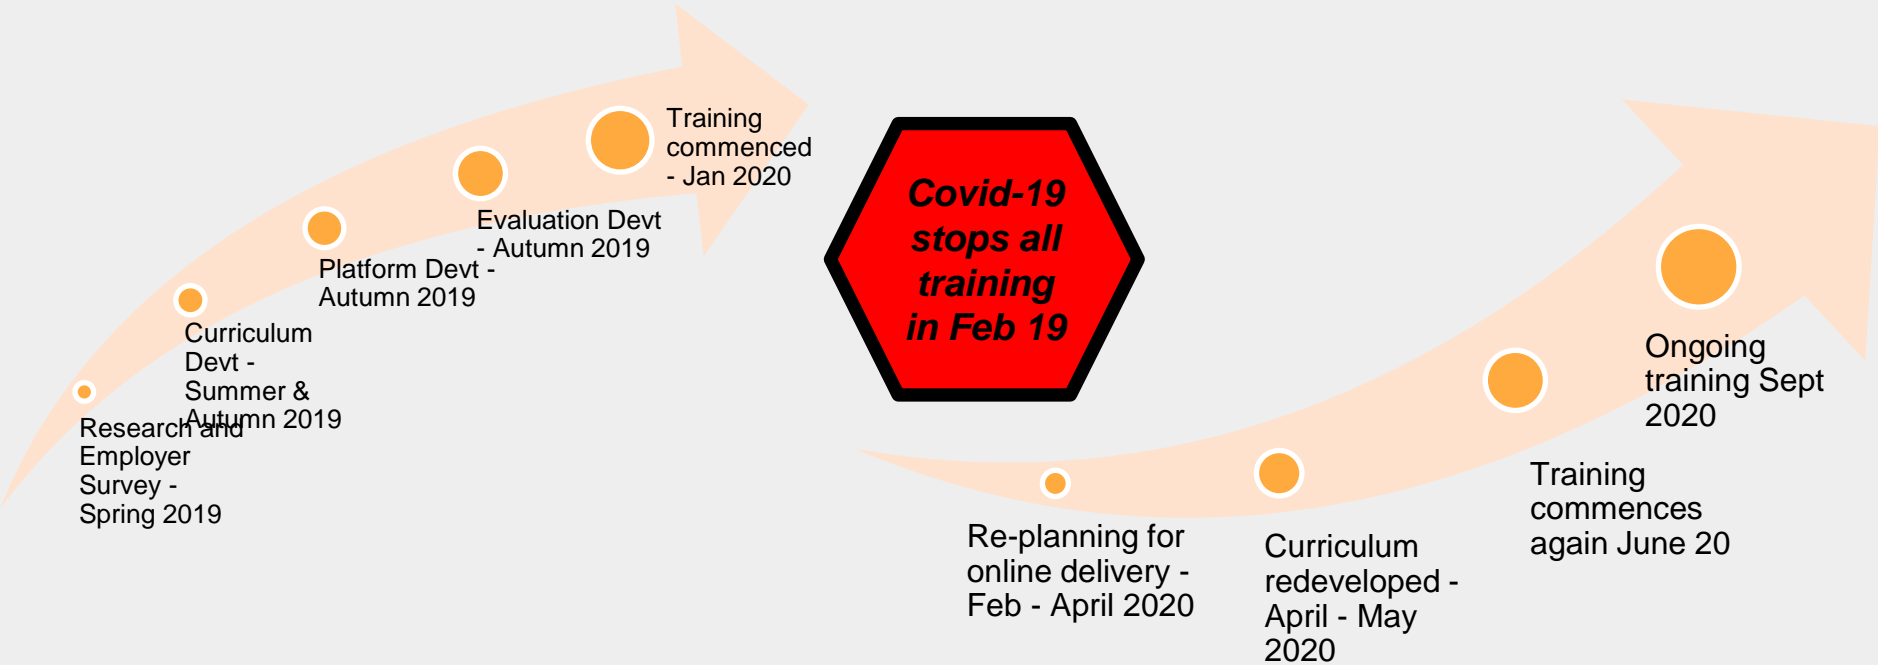 Research and
Employer
Survey -
Spring 2019
Curriculum
Devt -
Summer &
Autumn 2019
Platform Devt -
Autumn 2019
Evaluation Devt
- Autumn 2019
Training
commenced
- Jan 2020
Covid-19
stops all
training
in Feb 19
Re-planning for
online delivery -
Feb - April 2020
Curriculum
redeveloped -
April - May
2020
Training
commences
again June 20
Ongoing
training Sept
2020